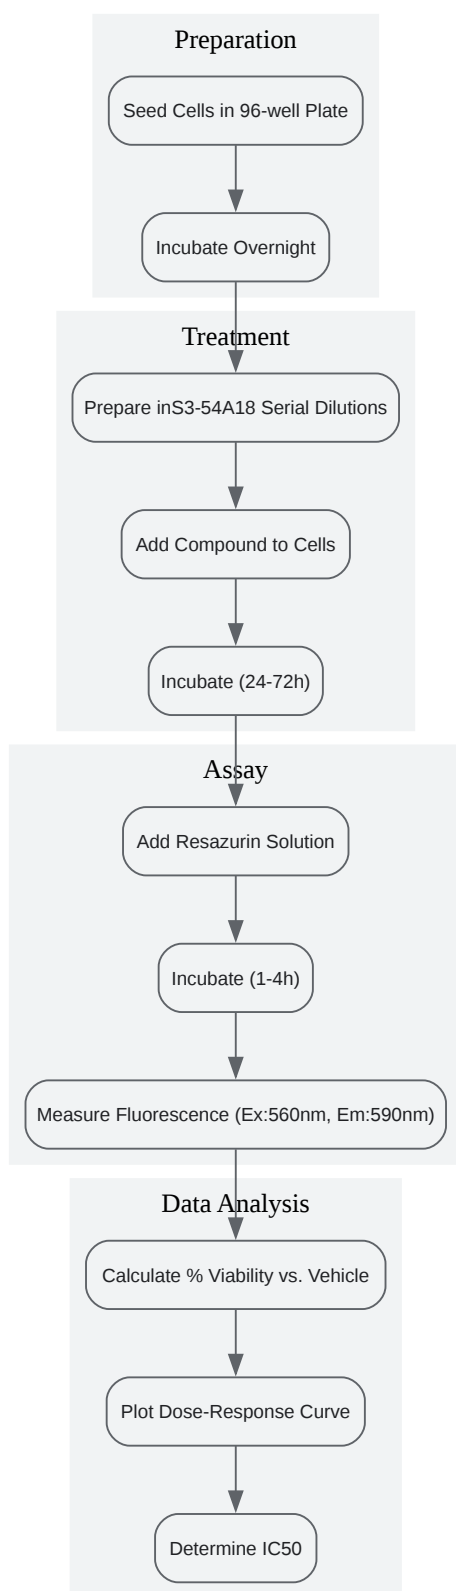 Preparation
Seed Cells in 96-well Plate
Incubate Overnight
Treatment
Prepare inS3-54A18 Serial Dilutions
Add Compound to Cells
Incubate (24-72h)
Assay
Add Resazurin Solution
Incubate (1-4h)
Measure Fluorescence (Ex:560nm, Em:590nm)
Data Analysis
Calculate % Viability vs. Vehicle
Plot Dose-Response Curve
Determine IC50